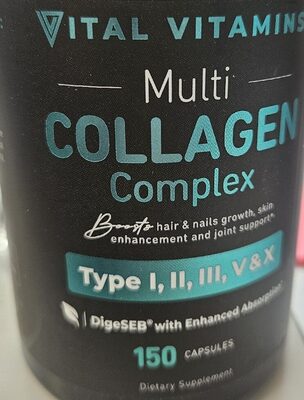 VITAL VITAMINS
Multi
COLLAGEN
Complex
Boosts hair & nails growth, skin
enhancement and joint support*
Type I, II, III, V & X
DigeSEB® with Enhanced Absorption*
150 CAPSULES
Dietary Supplement